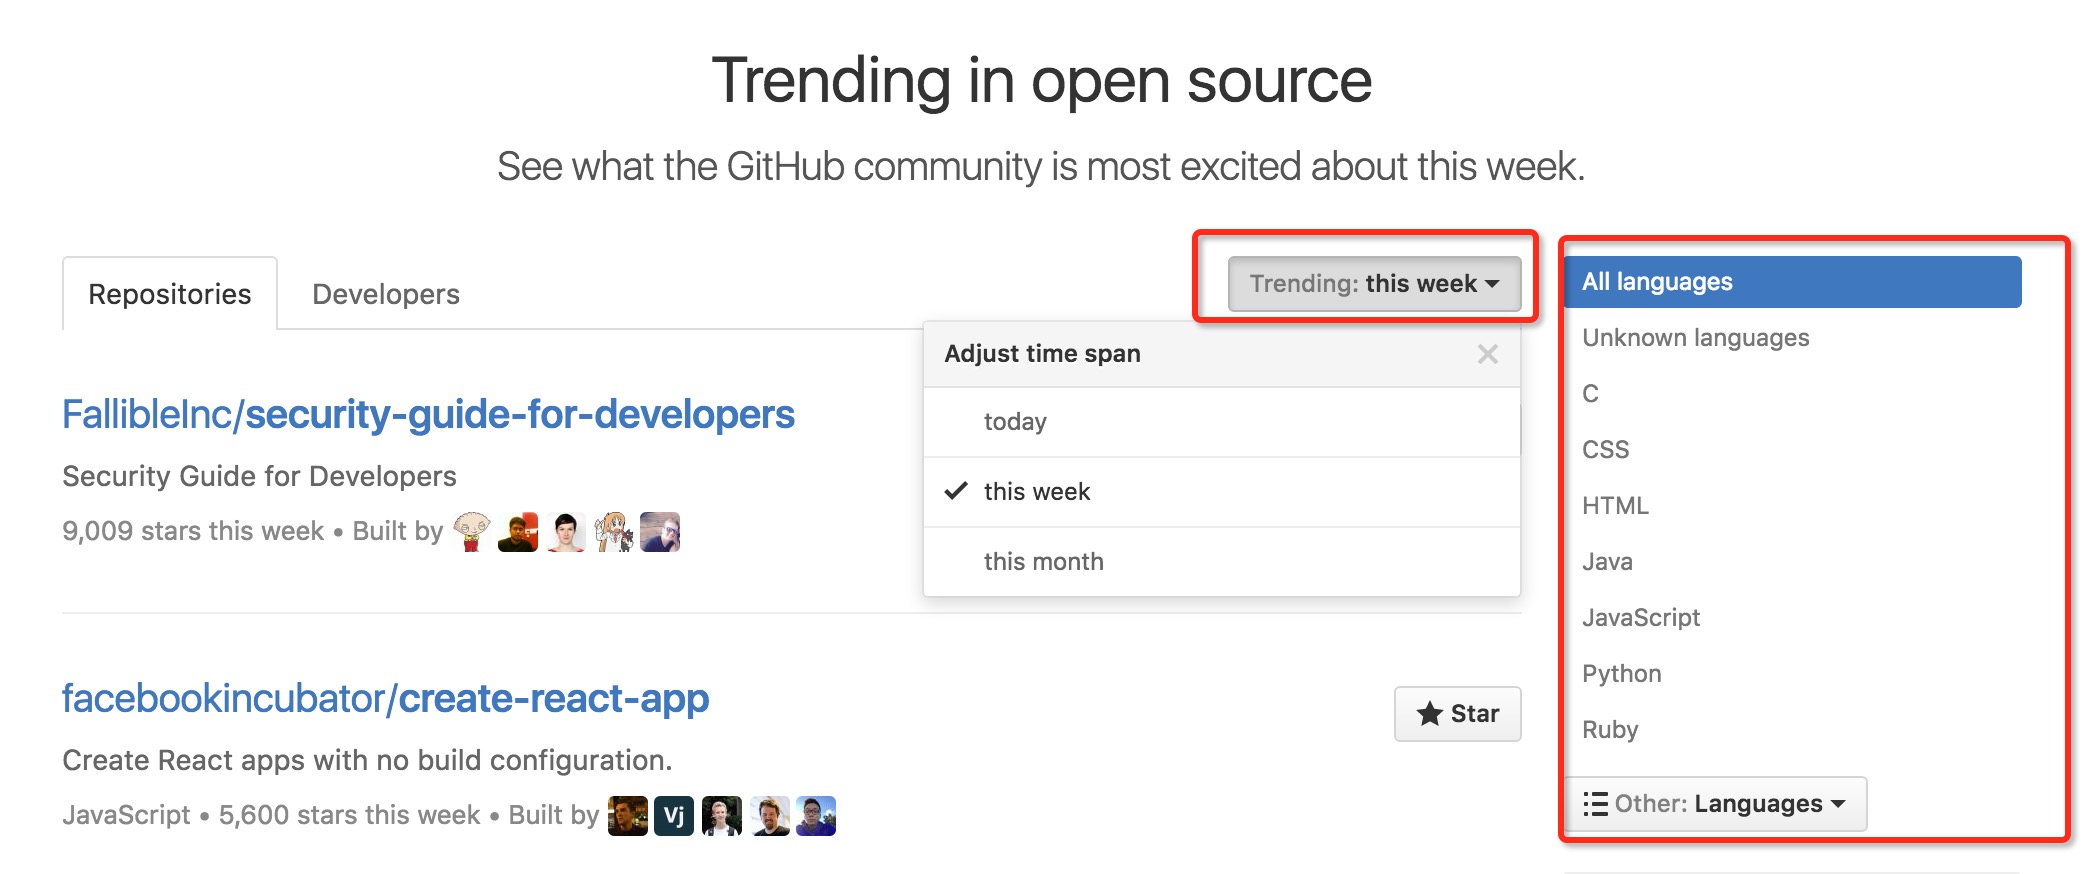 Trending in open source
See what the GitHub community is most excited about this week.
Repositories
Developers
Trending: this week
Adjust time span
today
this week
this month
FallibleInc/security-guide-for-developers
Security Guide for Developers
9,009 stars this week • Built by
facebookincubator/create-react-app
Star
Create React apps with no build configuration.
JavaScript • 5,600 stars this week • Built by Vj
All languages
Unknown languages
C
CSS
HTML
Java
JavaScript
Python
Ruby
Other: Languages